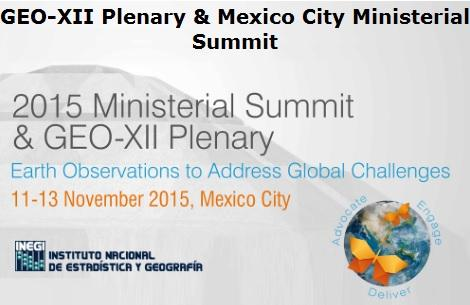 GEO-XII Plenary & Mexico City Ministerial
Summit
2015 Ministerial Summit
& GEO-XII Plenary
Earth Observations to Address Global Challenges
11-13 November 2015, Mexico City
INEGI
INSTITUTO NACIONAL
DE ESTADÍSTICA Y GEOGRAFÍA
Advocate
Engage
Deliver